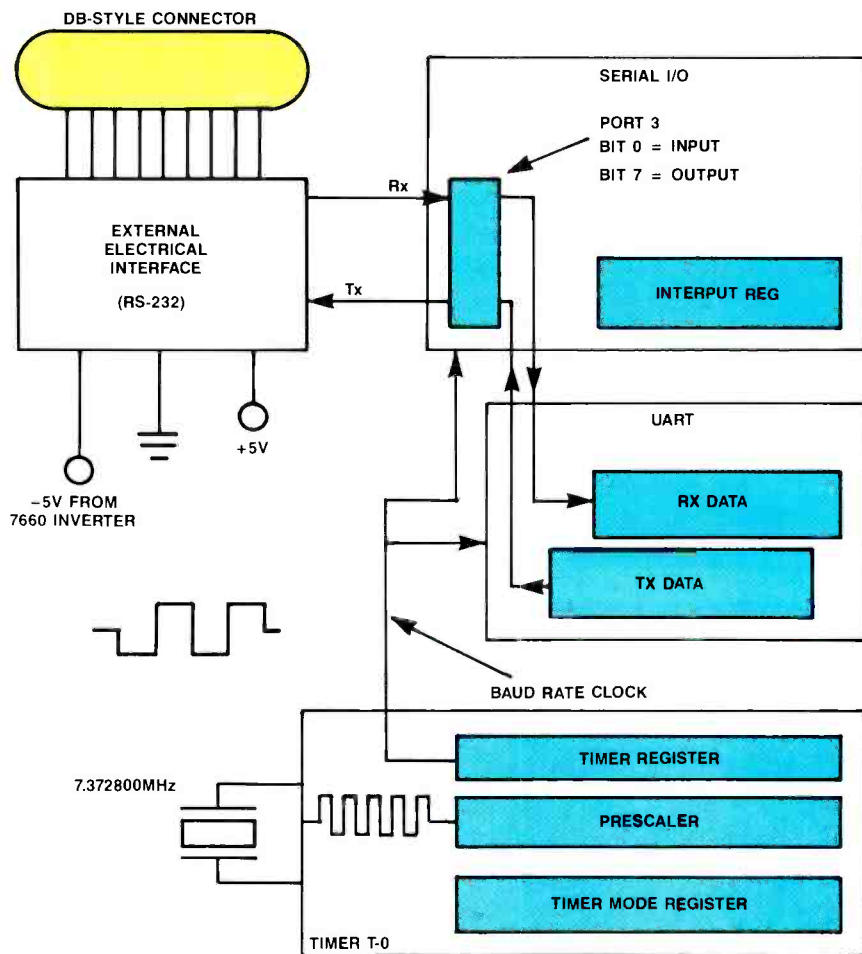 DB-STYLE CONNECTOR
SERIAL I/O
PORT 3
BIT 0 = INPUT
BIT 7 = OUTPUT
Rx
EXTERNAL
ELECTRICAL
INTERFACE
(RS-232)
Tx
INTERPUT REG
+5V
-5V FROM
7660 INVERTER
UART
RX DATA
TX DATA
BAUD RATE CLOCK
7.372800MHz
TIMER REGISTER
PRESCALER
TIMER MODE REGISTER
TIMER T-0